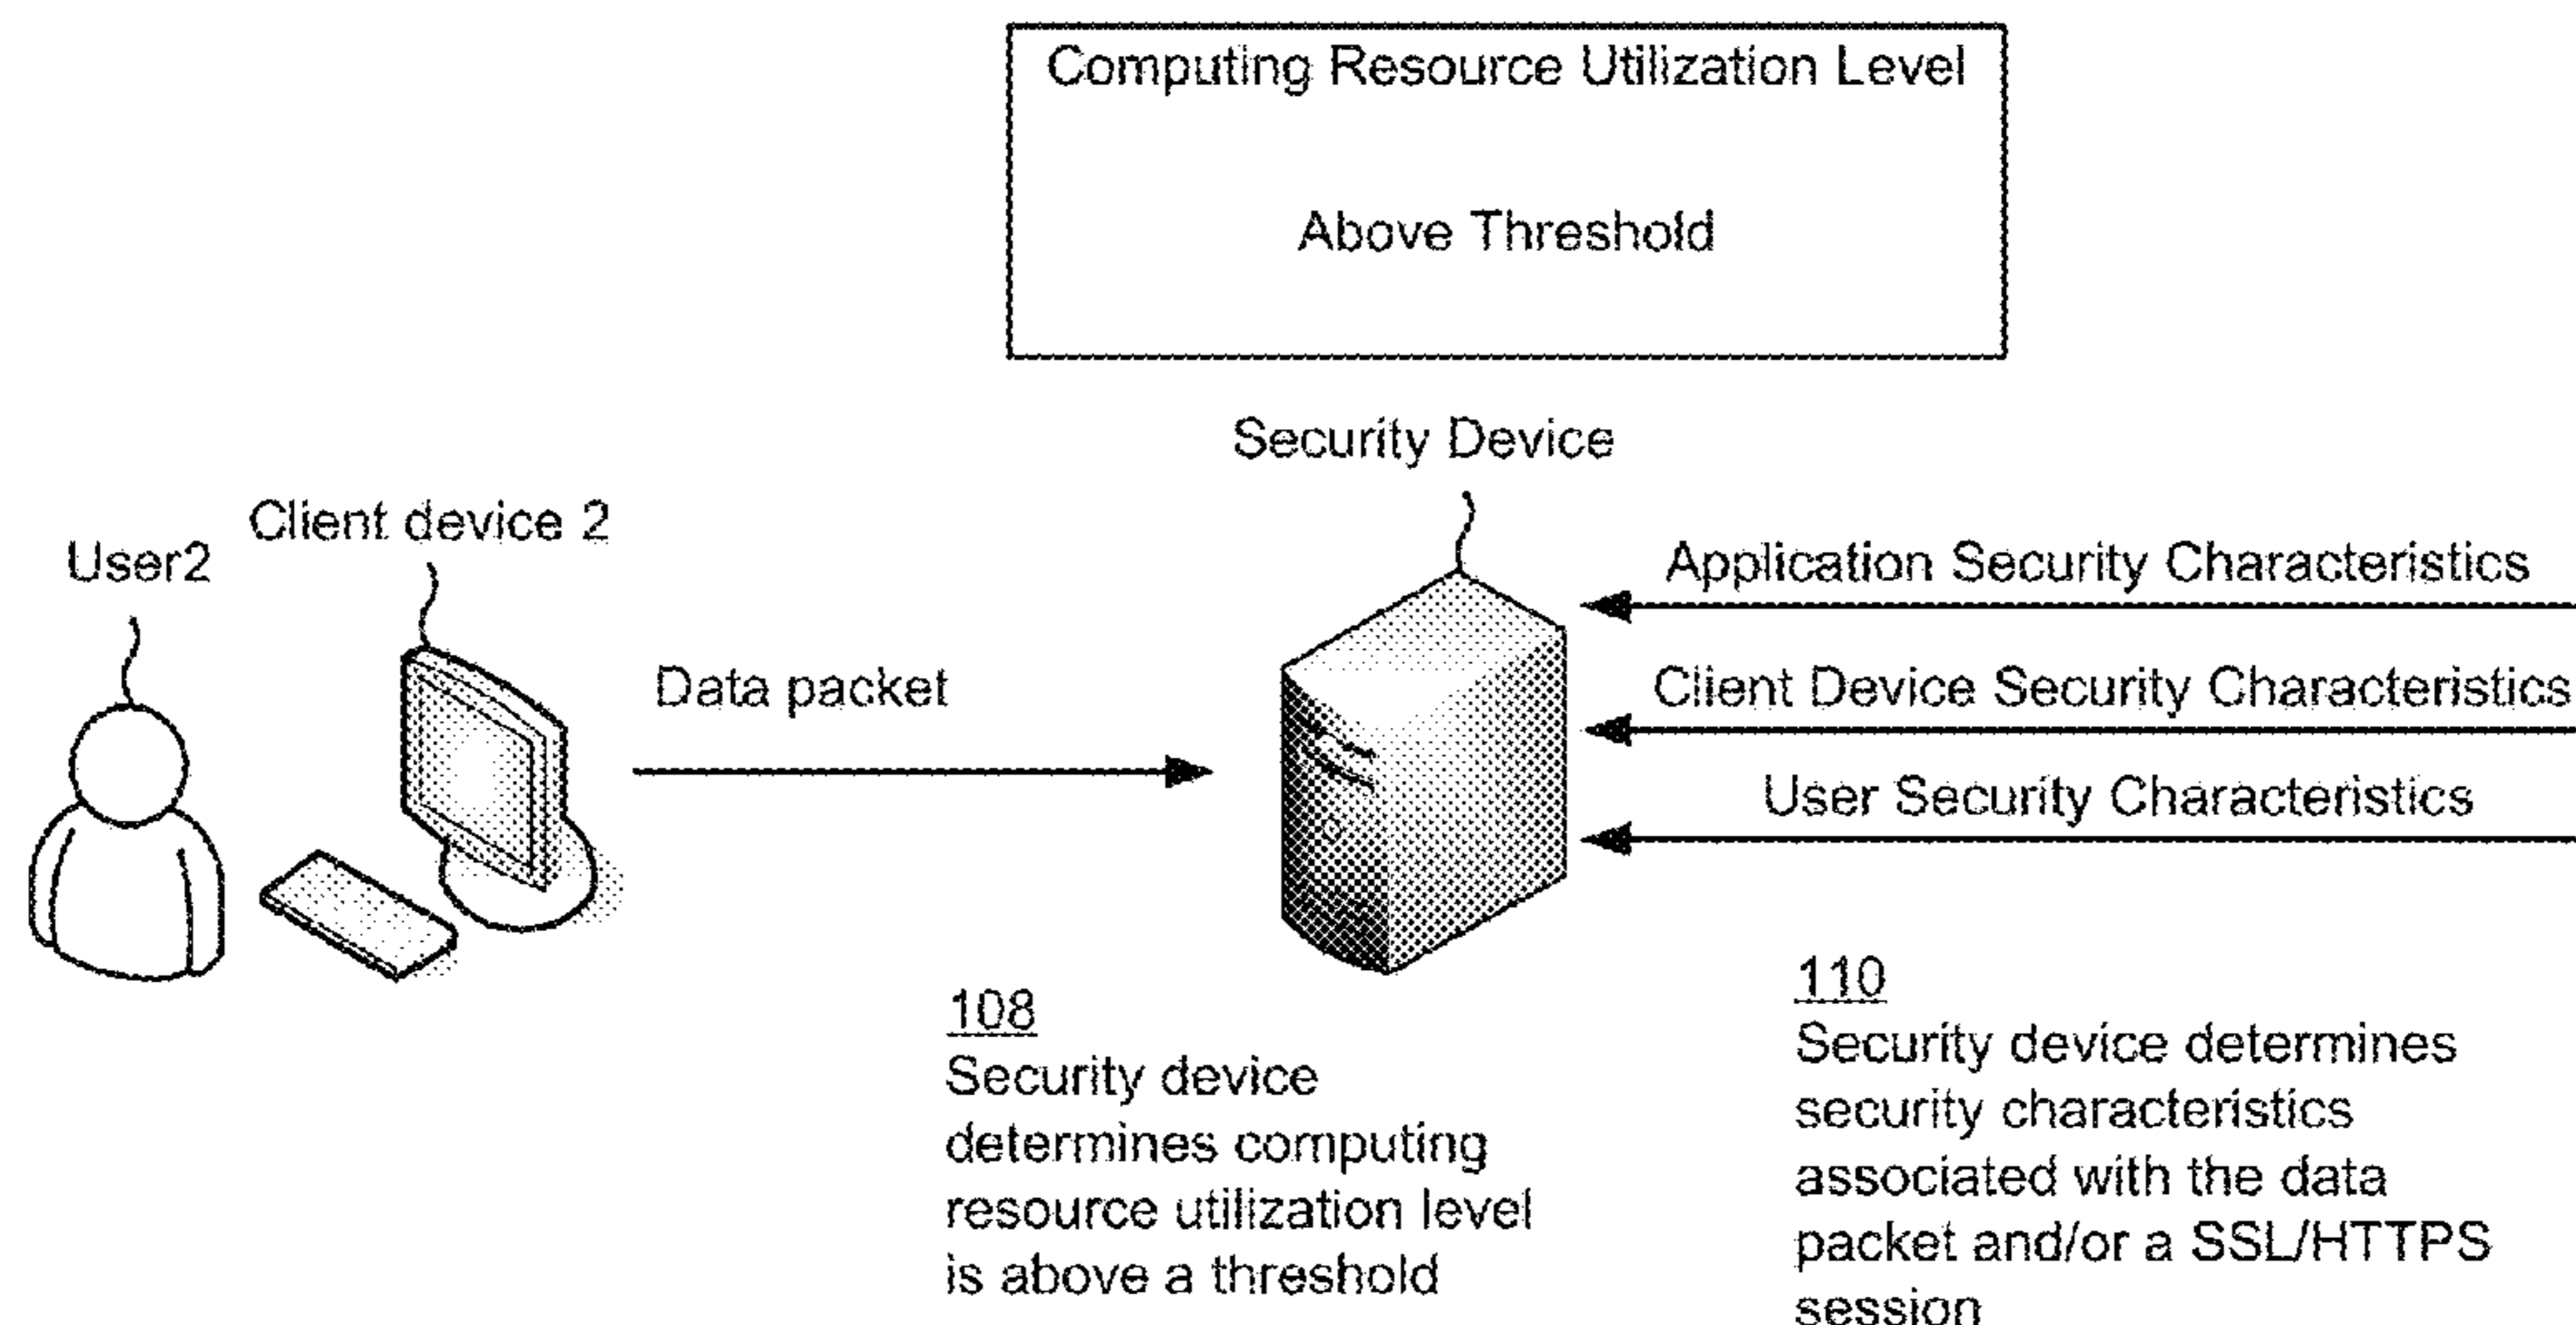 Computing Resource Utilization Level
Above Threshold
Security Device
Client device 2
User2
Application Security Characteristics
Data packet
Client Device Security Characteristics
User Security Characteristics
108
Security device
determines computing
resource utilization level
is above a threshold
110
Security device determines
security characteristics
associated with the data
packet and/or a SSL/HTTPS
session